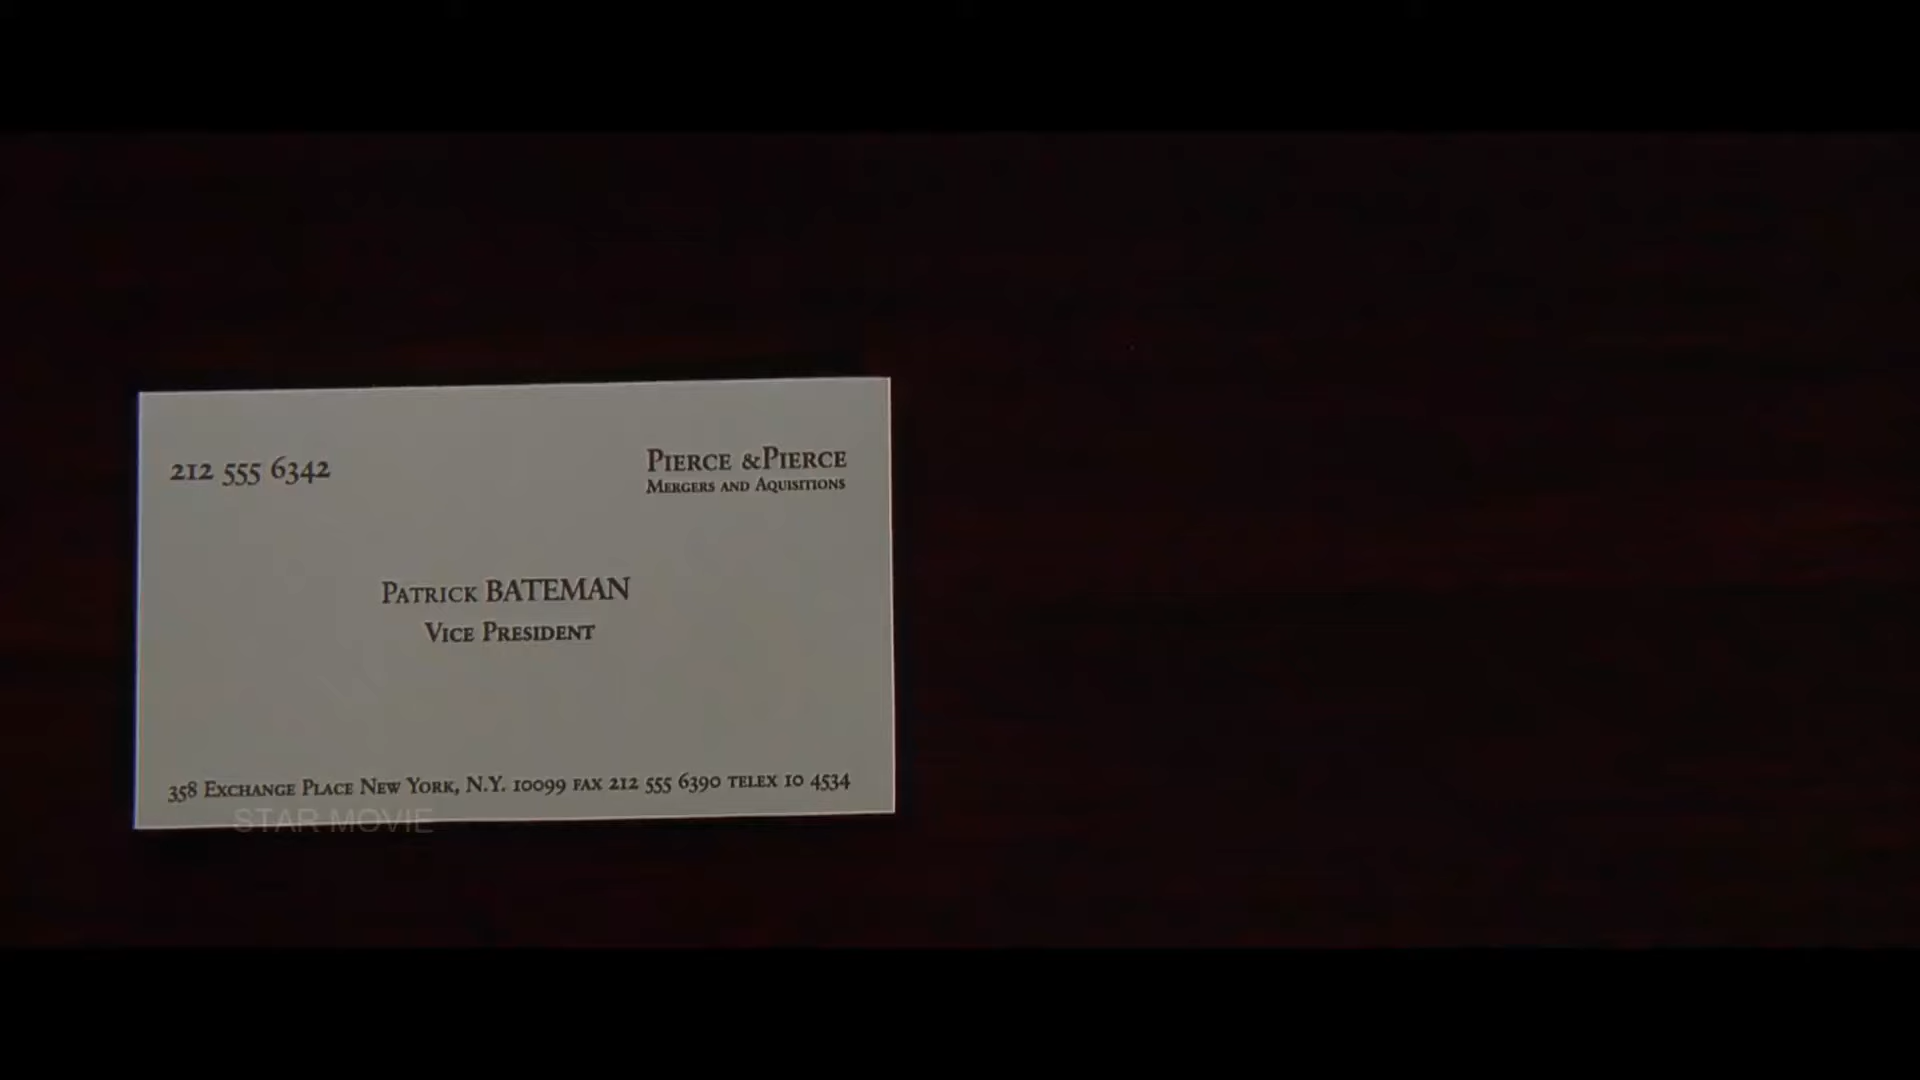 212 555 6342
PIERCE &PIERCE
MERGERS AND AQUISITIONS
PATRICK BATEMAN
VICE PRESIDENT
358 EXCHANGE PLACE NEW YORK, N.Y. 10099 FAX 212 555 6390 TELEX 10 4534
STAR MOVIE